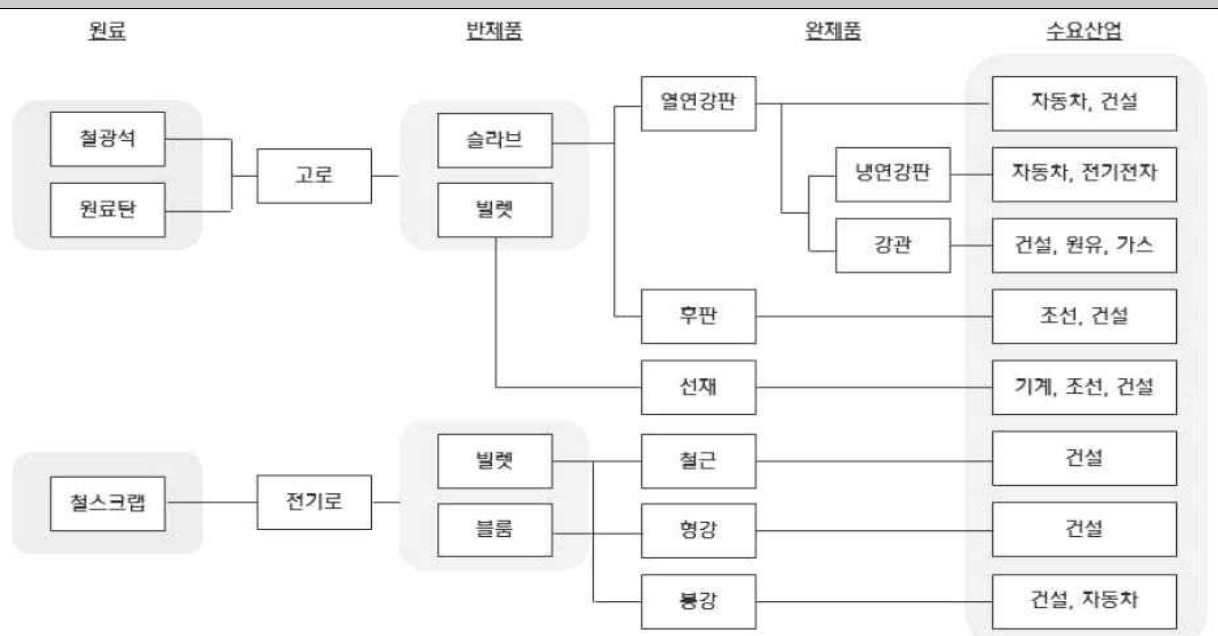 원료 반제품 완제품 수요산업
열연강판 자동차, 건설
철광석 슬라브
고로 냉연강판 자동차, 전기전자
원료탄 빌렛
강관 건설, 원유, 가스
후판 조선, 건설
선재 기계, 조선, 건설
빌렛 철근 건설
철스크랩 전기로
블룸 형강 건설
봉강 건설, 자동차